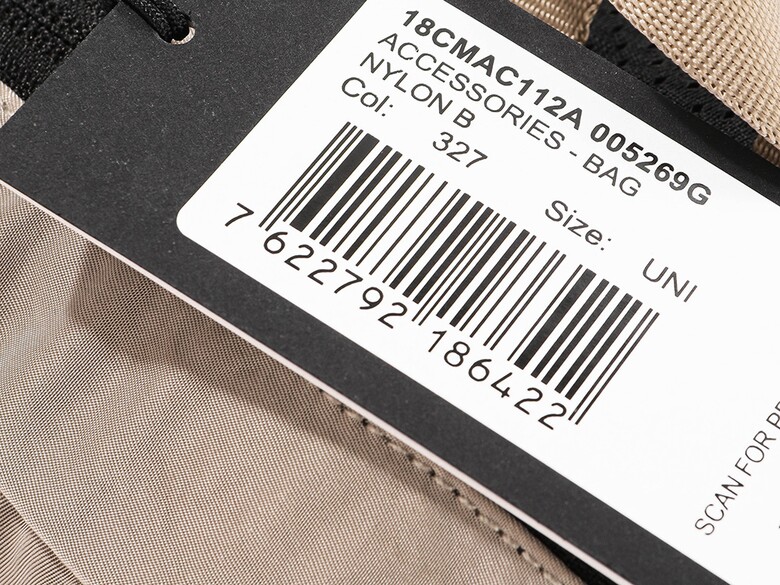 18CMAC112A 005269G
ACCESSORIES - BAG
NYLON B
Col: 327
Size: UNI
7 622792 186422
SCAN FOR